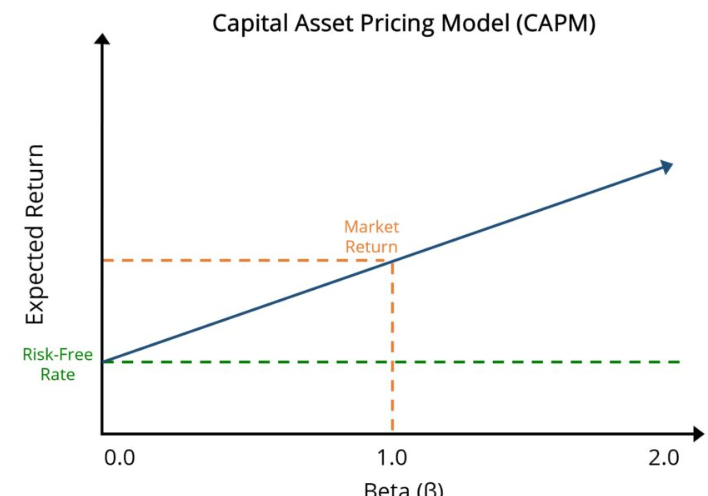 Capital Asset Pricing Model (CAPM)
Expected Return
Market
Return
Risk-Free
Rate
0.0
1.0
2.0
Beta (β)